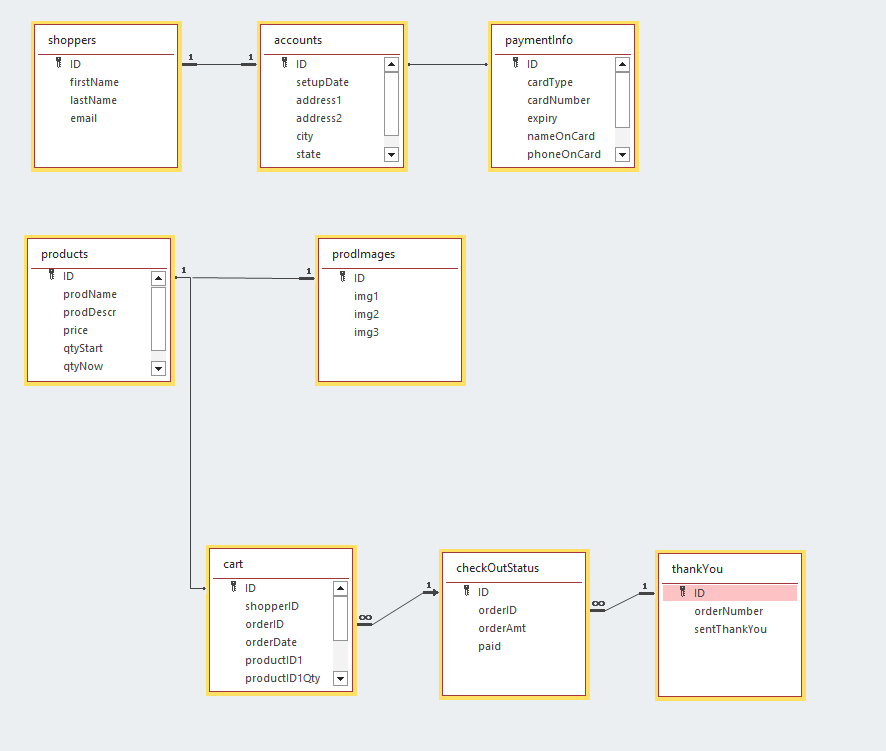 shoppers
ID
firstName
lastName
email
1
1
accounts
ID
setupDate
address1
address2
city
state
paymentInfo
ID
cardType
cardNumber
expiry
nameOnCard
phoneOnCard
products
ID
prodName
prodDescr
price
qtyStart
qtyNow
1
1
prodImages
ID
img1
img2
img3
cart
ID
shopperID
orderID
orderDate
productID1
productID1Qty
∞
1
checkOutStatus
ID
orderID
orderAmt
paid
∞
1
thankYou
ID
orderNumber
sentThankYou